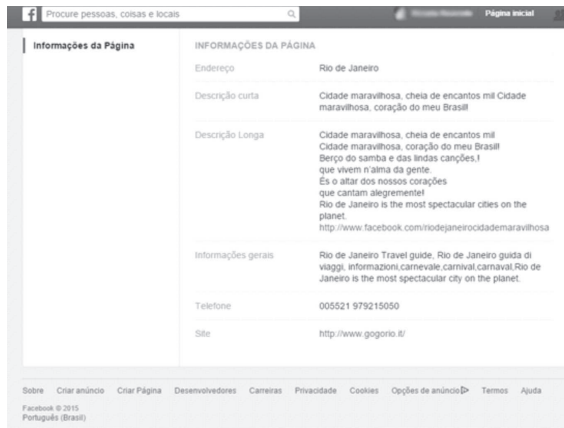 f Procure pessoas, coisas e locais Página inicial
Informações da Página
INFORMAÇÕES DA PÁGINA
Endereço Rio de Janeiro
Descrição curta Cidade maravilhosa, cheia de encantos mil Cidade
maravilhosa, coração do meu Brasil!
Descrição Longa Cidade maravilhosa, cheia de encantos mil
Cidade maravilhosa, coração do meu Brasil!
Berço do samba e das lindas canções,!
que vivem n'alma da gente.
És o altar dos nossos corações
que cantam alegremente!
Rio de Janeiro is the most spectacular cities on the
planet.
http://www.facebook.com/riodejaneirocidademaravilhosa
Informações gerais Rio de Janeiro Travel guide, Rio de Janeiro guida di
viaggi, informazioni,carnevale,carnival,carnaval,Rio de
Janeiro is the most spectacular city on the planet.
Telefone 005521 979215050
Site http://www.gogorio.it/
Sobre Criar anúncio Criar Página Desenvolvedores Carreiras Privacidade Cookies Opções de anúncio Termos Ajuda
Facebook © 2015
Português (Brasil)